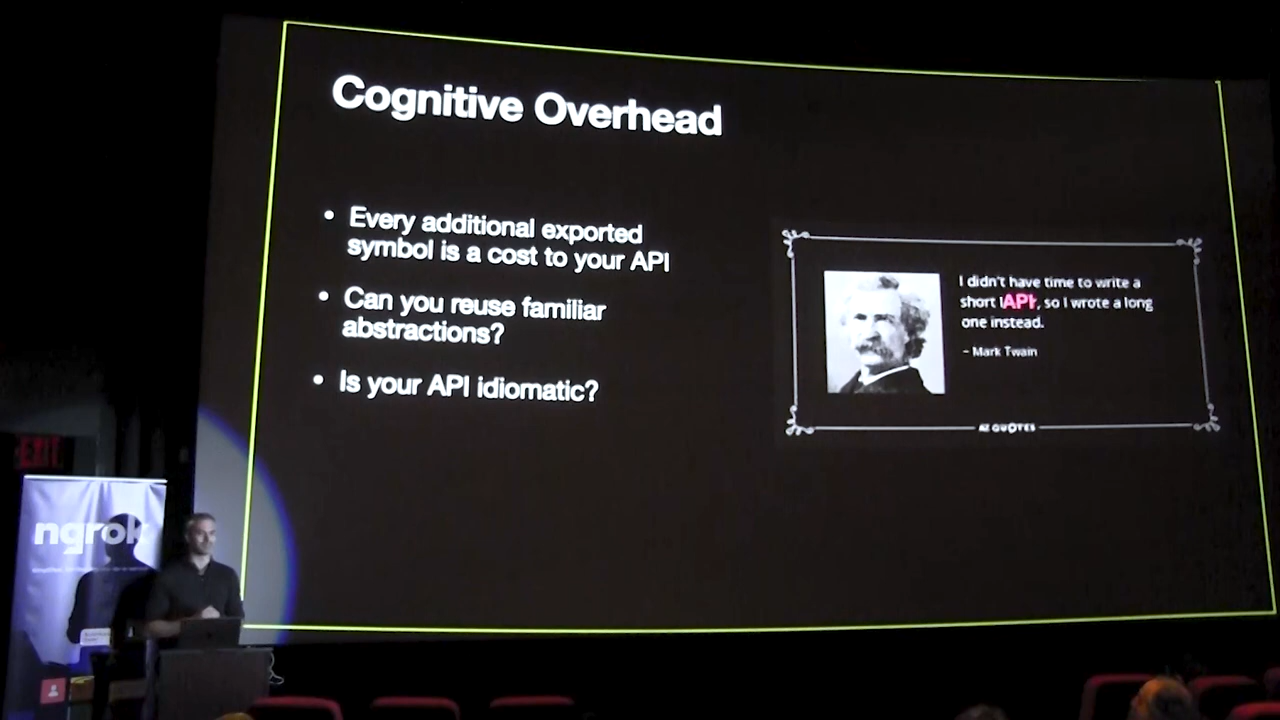 Cognitive Overhead
• Every additional exported
symbol is a cost to your API
• Can you reuse familiar
abstractions?
• Is your API idiomatic?
I didn't have time to write a
short API, so I wrote a long
one instead.
– Mark Twain
AZ QUOTES
EXIT
ngrok